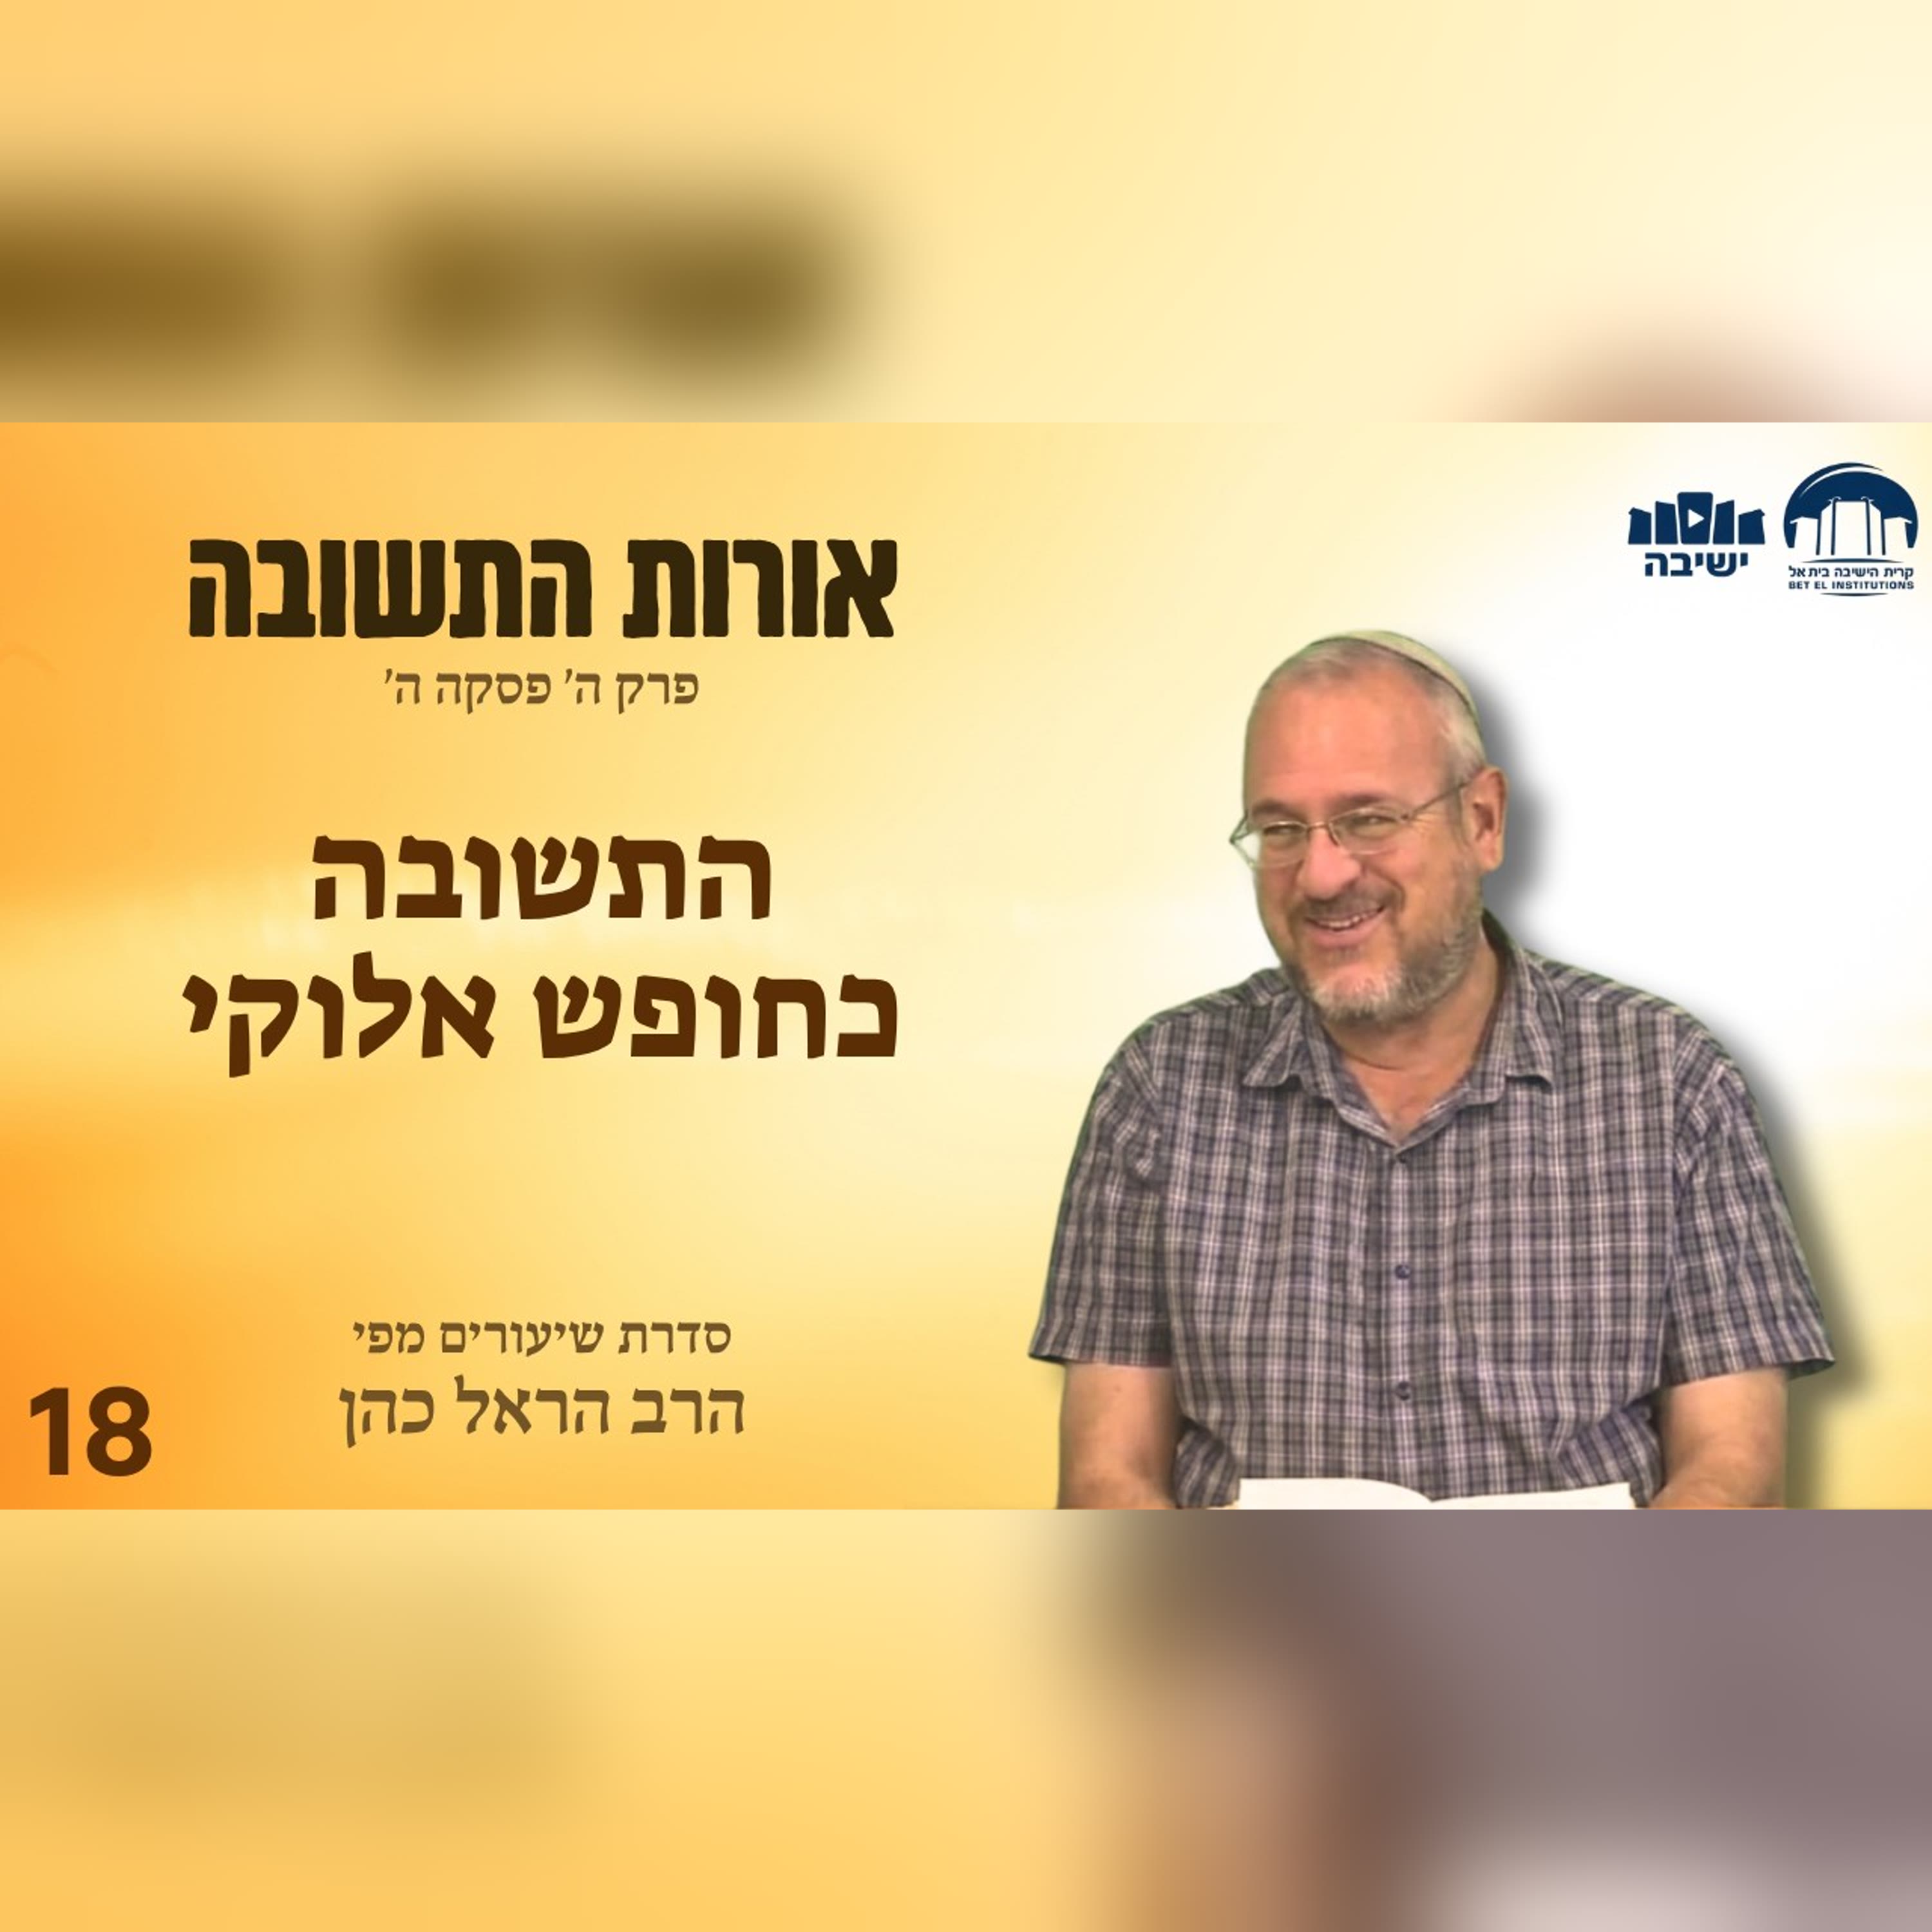 אורות התשובה
פרק ה' פסקה ה'
התשובה
כחופש אלוקי
סדרת שיעורים מפי
הרב הראל כהן
18
ישיבה
קרית הישיבה בית אל
BET EL INSTITUTIONS